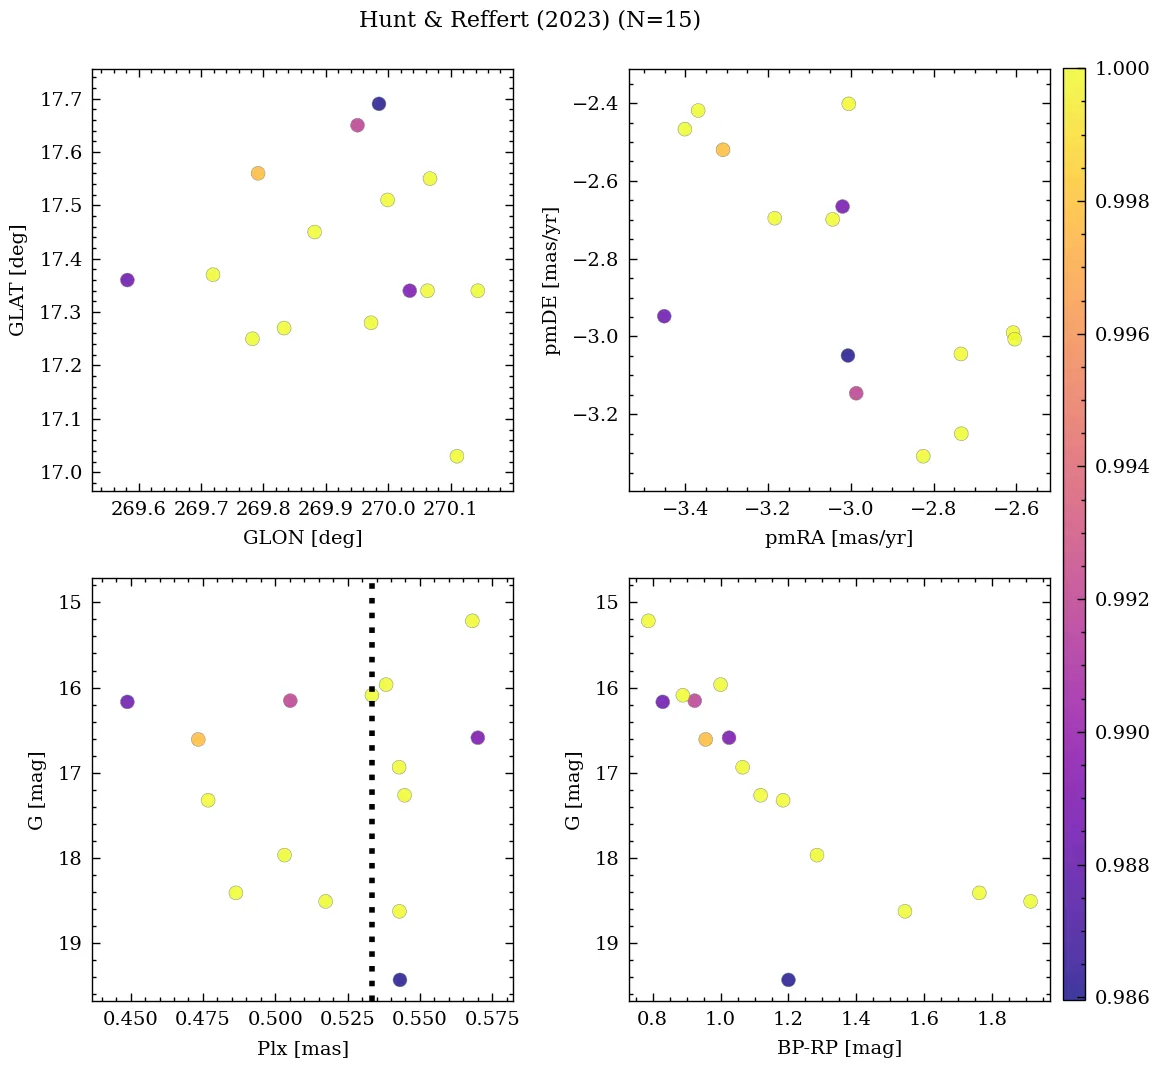 Hunt & Reffert (2023) (N=15)
17.7
17.6
17.5
17.4
17.3
17.2
17.1
17.0
GLAT [deg]
269.6 269.7 269.8 269.9 270.0 270.1
GLON [deg]
−2.4
−2.6
−2.8
−3.0
−3.2
pmDE [mas/yr]
−3.4 −3.2 −3.0 −2.8 −2.6
pmRA [mas/yr]
15
16
17
18
19
G [mag]
0.450 0.475 0.500 0.525 0.550 0.575
Plx [mas]
15
16
17
18
19
G [mag]
0.8 1.0 1.2 1.4 1.6 1.8
BP-RP [mag]
1.000
0.998
0.996
0.994
0.992
0.990
0.988
0.986